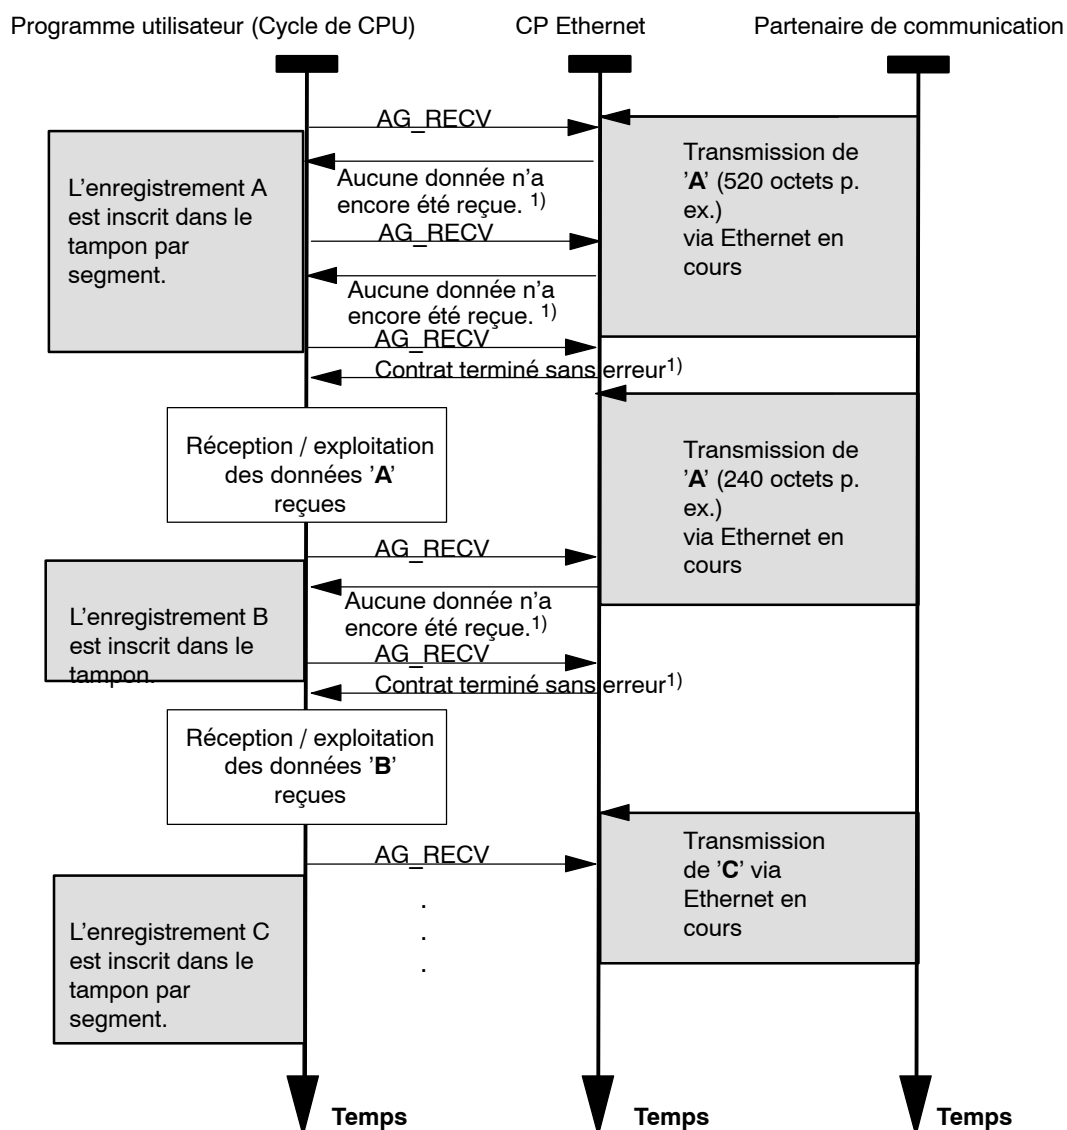 Programme utilisateur (Cycle de CPU)
CP Ethernet
Partenaire de communication
AG_RECV
Aucune donnée n'a
encore été reçue. 1)
AG_RECV
Aucune donnée n'a
encore été reçue. 1)
AG_RECV
Contrat terminé sans erreur1)
L'enregistrement A
est inscrit dans le
tampon par
segment.
Transmission de
'A' (520 octets p.
ex.)
via Ethernet en
cours
Réception / exploitation
des données 'A'
reçues
Transmission de
'A' (240 octets p.
ex.)
via Ethernet en
cours
AG_RECV
Aucune donnée n'a
encore été reçue.1)
AG_RECV
Contrat terminé sans erreur1)
L'enregistrement B
est inscrit dans le
tampon.
Réception / exploitation
des données 'B'
reçues
Transmission
de 'C' via
Ethernet en
cours
AG_RECV
.
.
.
L'enregistrement C
est inscrit dans le
tampon par
segment.
Temps
Temps
Temps